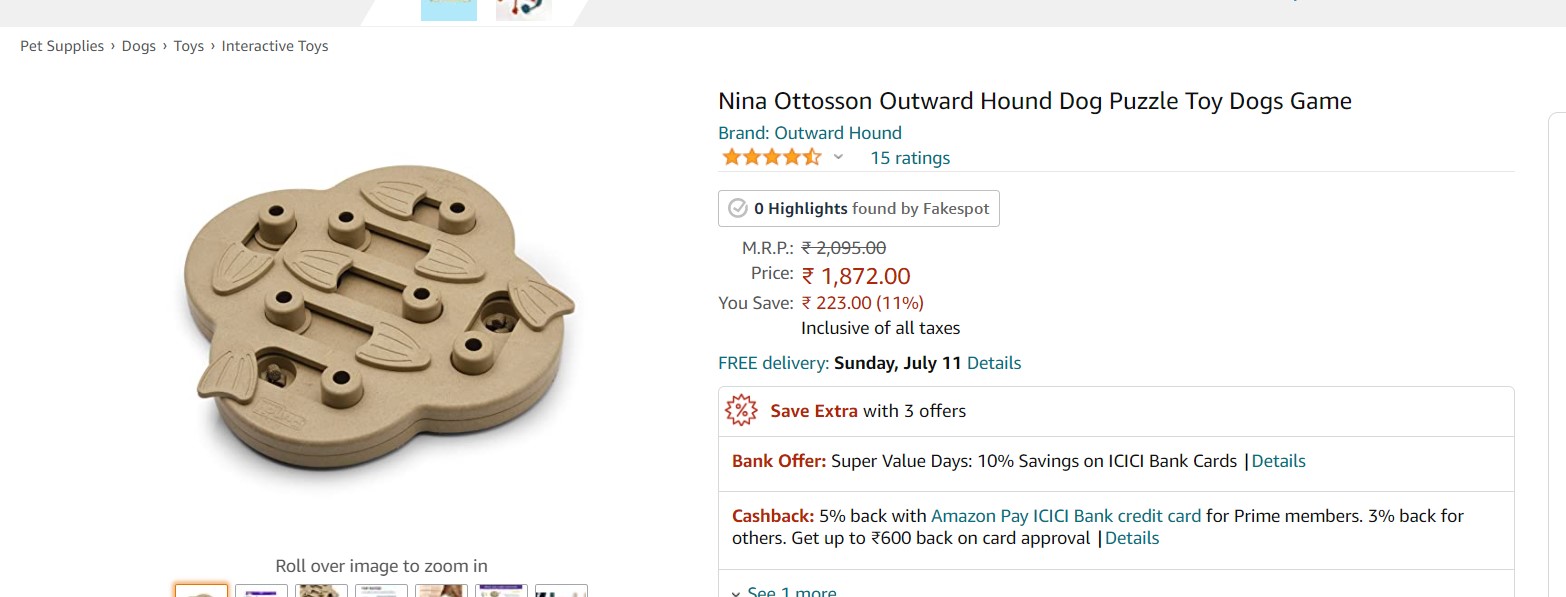 Pet Supplies › Dogs › Toys › Interactive Toys
Nina Ottosson Outward Hound Dog Puzzle Toy Dogs Game
Brand: Outward Hound
15 ratings
0 Highlights found by Fakespot
M.R.P.: ₹ 2,095.00
Price: ₹ 1,872.00
You Save: ₹ 223.00 (11%)
Inclusive of all taxes
FREE delivery: Sunday, July 11 Details
Save Extra with 3 offers
Bank Offer: Super Value Days: 10% Savings on ICICI Bank Cards | Details
Cashback: 5% back with Amazon Pay ICICI Bank credit card for Prime members. 3% back for
others. Get up to ₹600 back on card approval | Details
See 1 more
Roll over image to zoom in